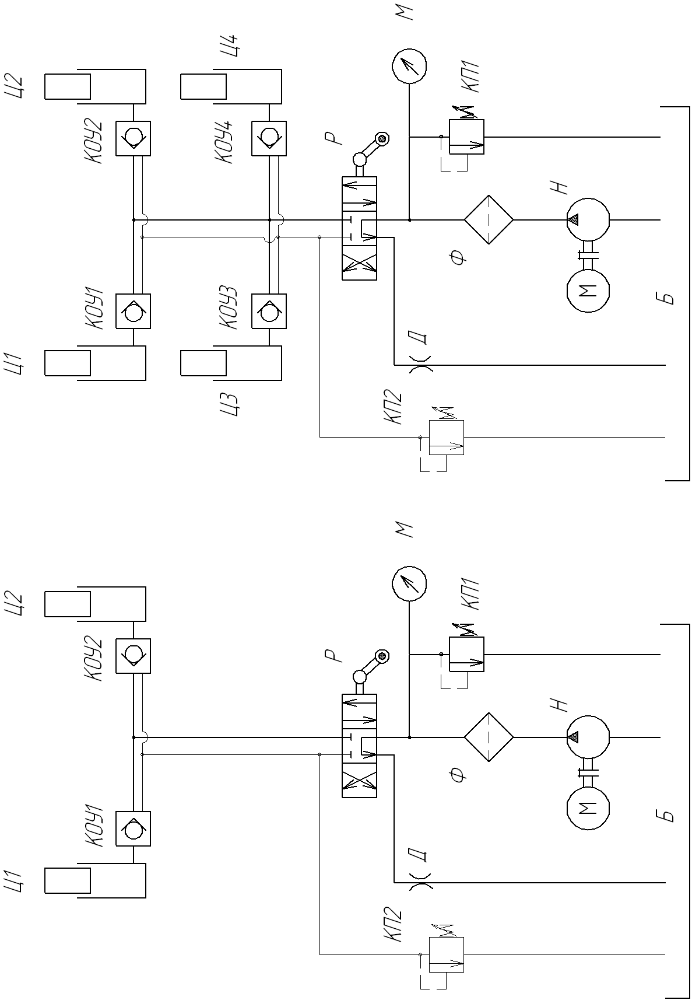 Ц2
Ц4
М
КОУ2
КОУ4
Р
КП1
Н
Ф
М
Б
КОУ1
КОУ3
Ц1
Ц3
Д
КП2
Ц2
М
КОУ2
Р
КП1
Н
Ф
М
Б
КОУ1
Ц1
Д
КП2